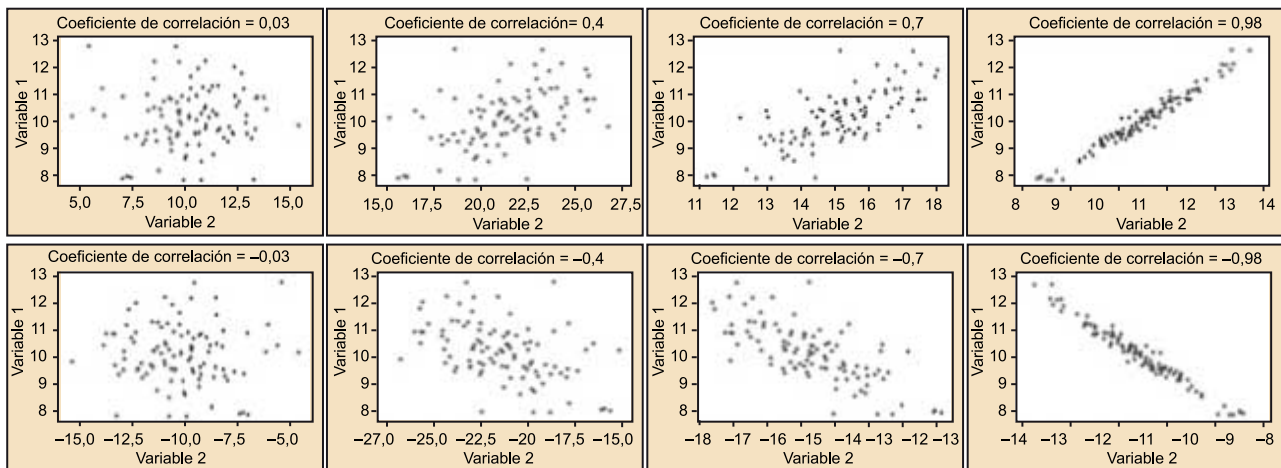 Coeficiente de correlación = 0,03
Variable 1
13
12
11
10
9
8
5,0 7,5 10,0 12,5 15,0
Variable 2
Coeficiente de correlación= 0,4
Variable 1
13
12
11
10
9
8
15,0 17,5 20,0 22,5 25,0 27,5
Variable 2
Coeficiente de correlación = 0,7
Variable 1
13
12
11
10
9
8
11 12 13 14 15 16 17 18
Variable 2
Coeficiente de correlación = 0,98
Variable 1
13
12
11
10
9
8
8 9 10 11 12 13 14
Variable 2
Coeficiente de correlación = –0,03
Variable 1
13
12
11
10
9
8
–15,0 –12,5 –10,0 –7,5 –5,0
Variable 2
Coeficiente de correlación = –0,4
Variable 1
13
12
11
10
9
8
–27,0 –25,0 –22,5 –20 –17,5 –15,0
Variable 2
Coeficiente de correlación = –0,7
Variable 1
13
12
11
10
9
8
–18 –17 –16 –15 –14 –13 –12 –13
Variable 2
Coeficiente de correlación = –0,98
Variable 1
13
12
11
10
9
8
–14 –13 –12 –11 –10 –9 –8
Variable 2